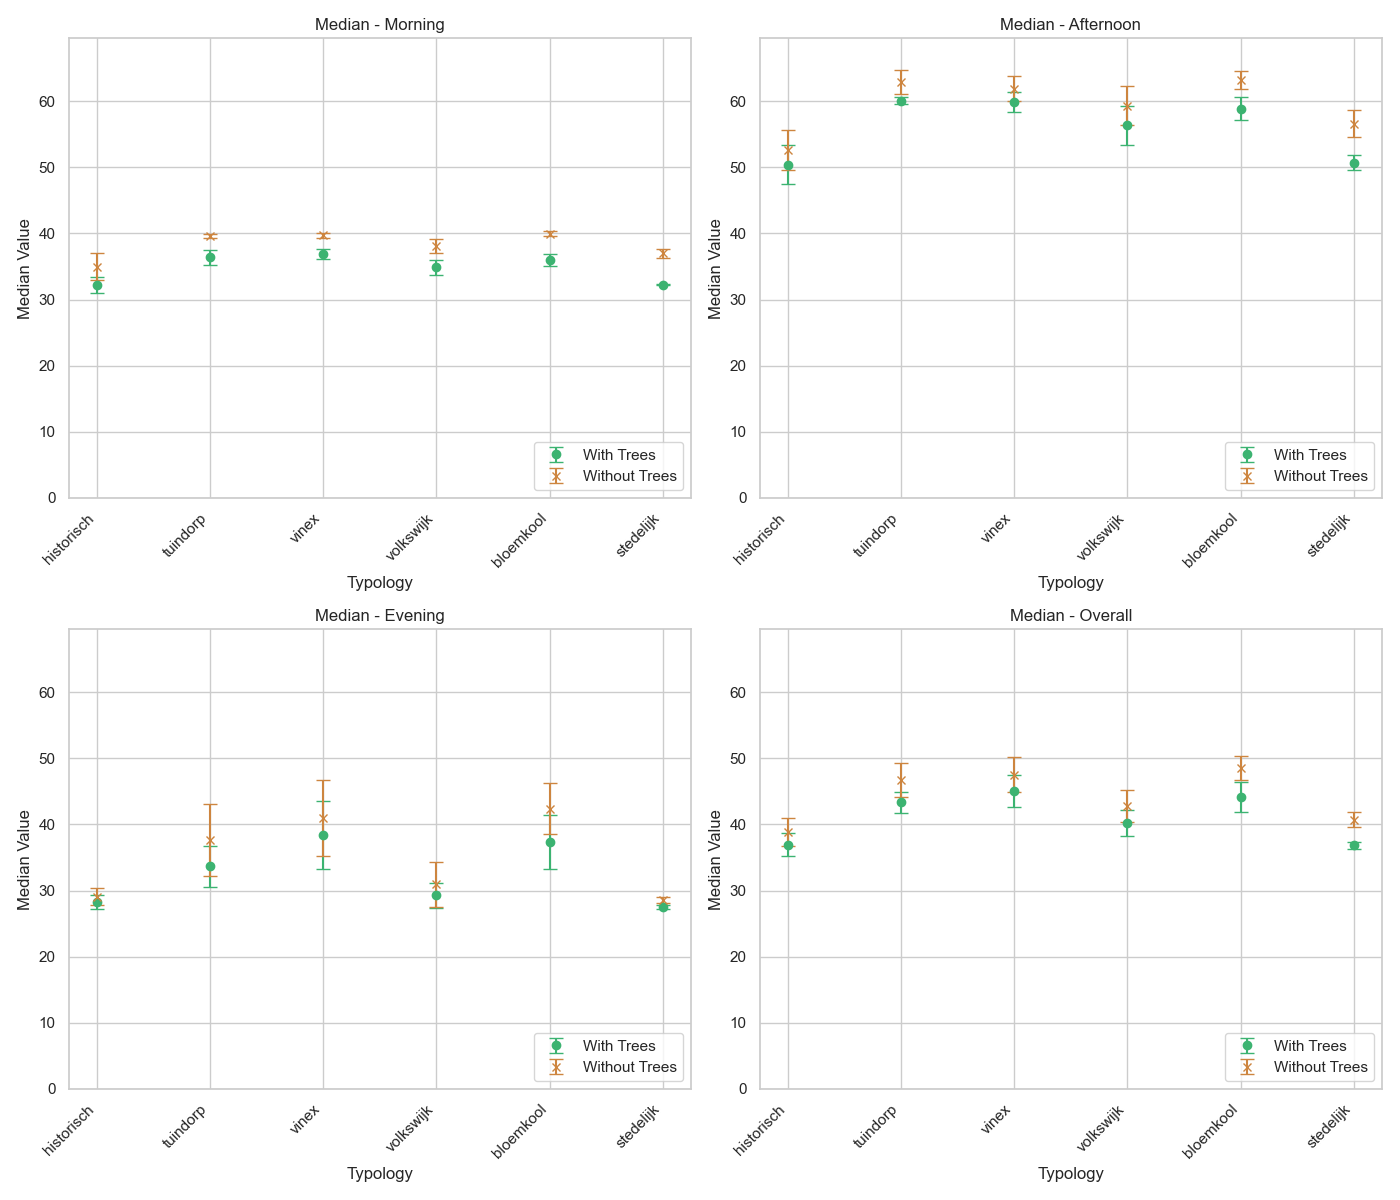 Median - Morning
Median Value
60
50
40
30
20
10
0
With Trees
Without Trees
historisch
tuindorp
vinex
volkswijk
bloemkool
stedelijk
Typology
Median - Afternoon
Median Value
60
50
40
30
20
10
0
With Trees
Without Trees
historisch
tuindorp
vinex
volkswijk
bloemkool
stedelijk
Typology
Median - Evening
Median Value
60
50
40
30
20
10
0
With Trees
Without Trees
historisch
tuindorp
vinex
volkswijk
bloemkool
stedelijk
Typology
Median - Overall
Median Value
60
50
40
30
20
10
0
With Trees
Without Trees
historisch
tuindorp
vinex
volkswijk
bloemkool
stedelijk
Typology